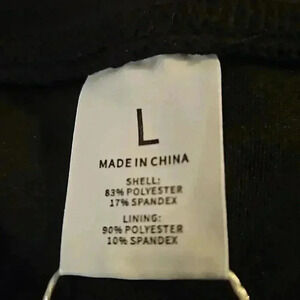 L
MADE IN CHINA
SHELL:
83% POLYESTER
17% SPANDEX
LINING:
90% POLYESTER
10% SPANDEX